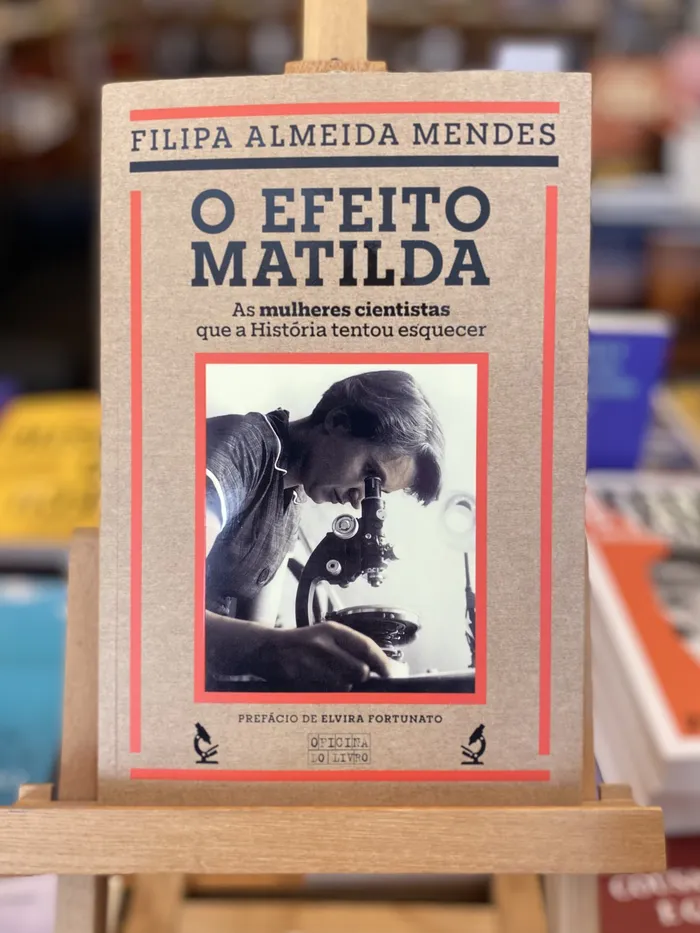 FILIPA ALMEIDA MENDES
O EFEITO
MATILDA
As mulheres cientistas
que a História tentou esquecer
PREFÁCIO DE ELVIRA FORTUNATO
OFICINA
DO LIVRO